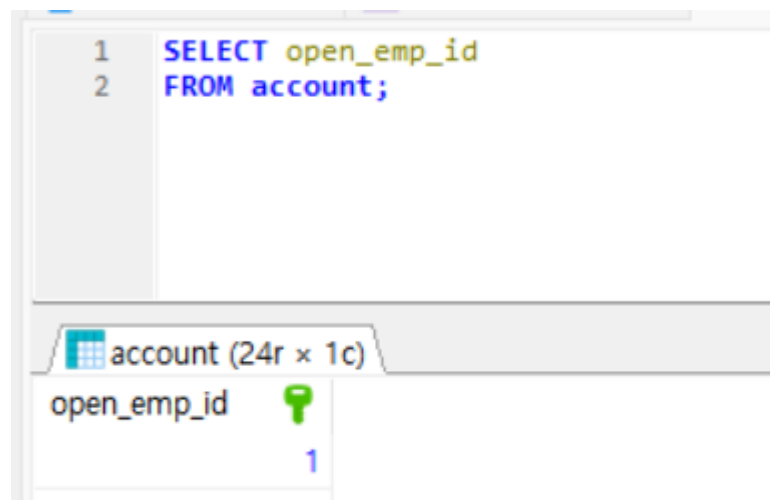 1 SELECT open_emp_id
2 FROM account;
account (24r × 1c)
open_emp_id
1